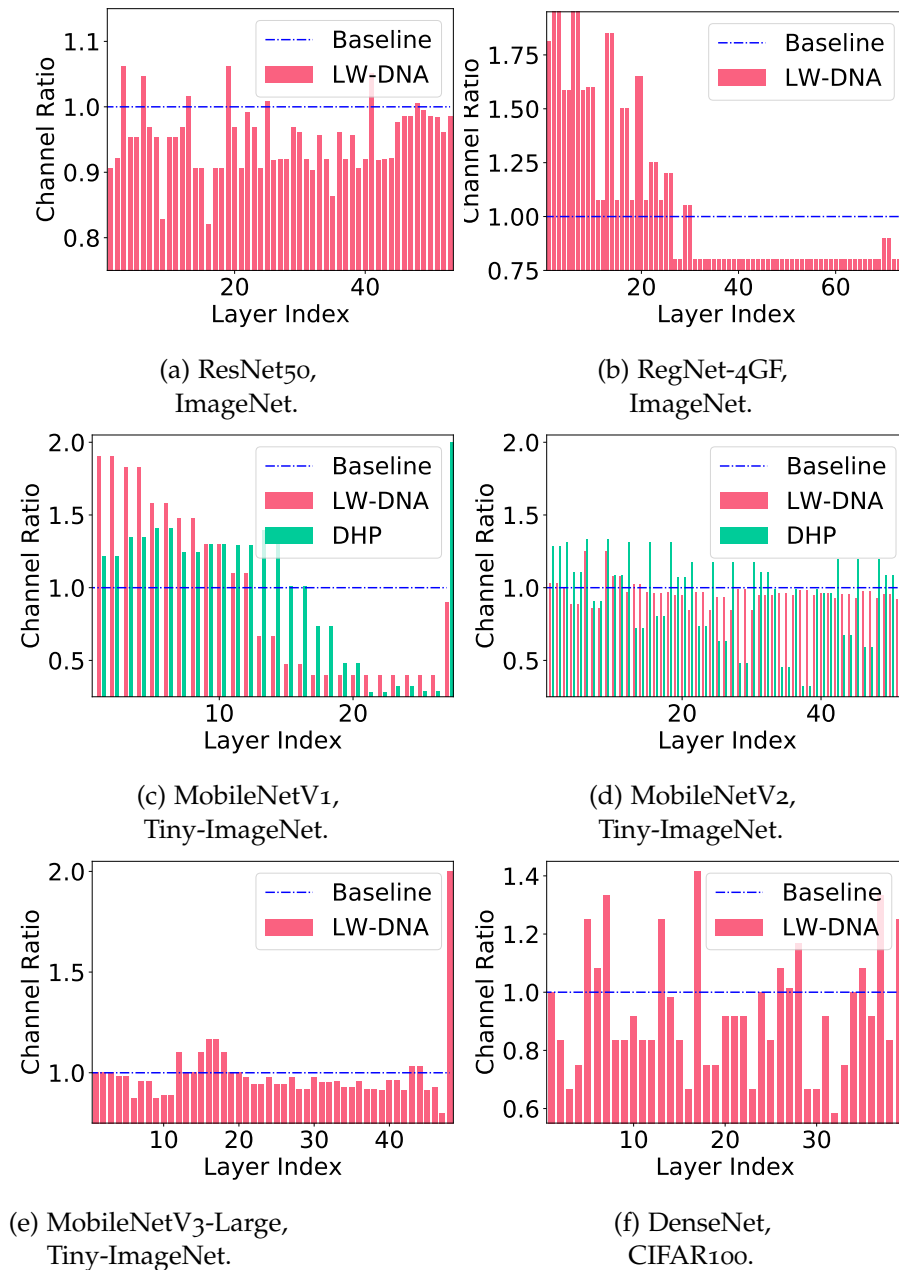 1.1
1.0
0.9
0.8
Channel Ratio
Baseline
LW-DNA
20
40
Layer Index
(a) ResNet50,
ImageNet.
1.75
1.50
1.25
1.00
0.75
Channel Ratio
Baseline
LW-DNA
20
40
60
Layer Index
(b) RegNet-4GF,
ImageNet.
2.0
1.5
1.0
0.5
Channel Ratio
Baseline
LW-DNA
DHP
10
20
Layer Index
(c) MobileNetV1,
Tiny-ImageNet.
2.0
1.5
1.0
0.5
Channel Ratio
Baseline
LW-DNA
DHP
20
40
Layer Index
(d) MobileNetV2,
Tiny-ImageNet.
2.0
1.5
1.0
Channel Ratio
Baseline
LW-DNA
10
20
30
40
Layer Index
(e) MobileNetV3-Large,
Tiny-ImageNet.
1.4
1.2
1.0
0.8
0.6
Channel Ratio
Baseline
LW-DNA
10
20
30
Layer Index
(f) DenseNet,
CIFAR100.